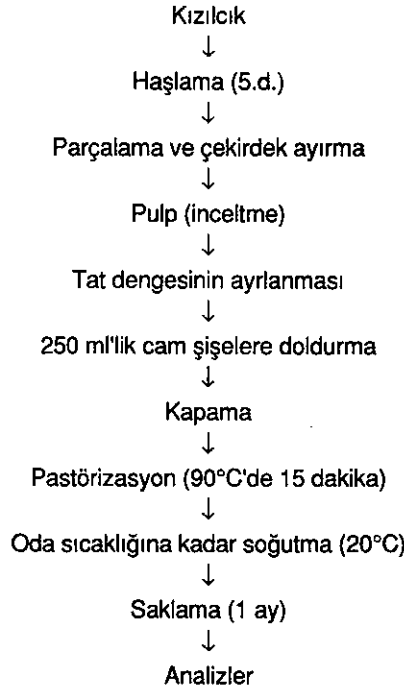 Kızılcık
↓
Haşlama (5.d.)
↓
Parçalama ve çekirdek ayırma
↓
Pulp (inceltme)
↓
Tat dengesinin ayrlanması
↓
250 ml'lik cam şişelere doldurma
↓
Kapama
↓
Pastörizasyon (90°C'de 15 dakika)
↓
Oda sıcaklığına kadar soğutma (20°C)
↓
Saklama (1 ay)
↓
Analizler